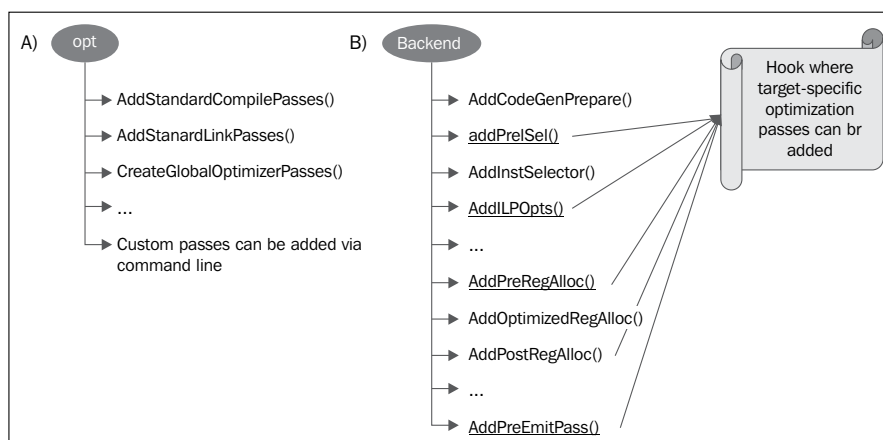 A)
opt
AddStandardCompilePasses()
AddStanardLinkPasses()
CreateGlobalOptimizerPasses()
...
Custom passes can be added via
command line
B)
Backend
AddCodeGenPrepare()
addPreISel()
AddInstSelector()
AddILPOpts()
...
AddPreRegAlloc()
AddOptimizedRegAlloc()
AddPostRegAlloc()
...
AddPreEmitPass()
Hook where
target-specific
optimization
passes can br
added